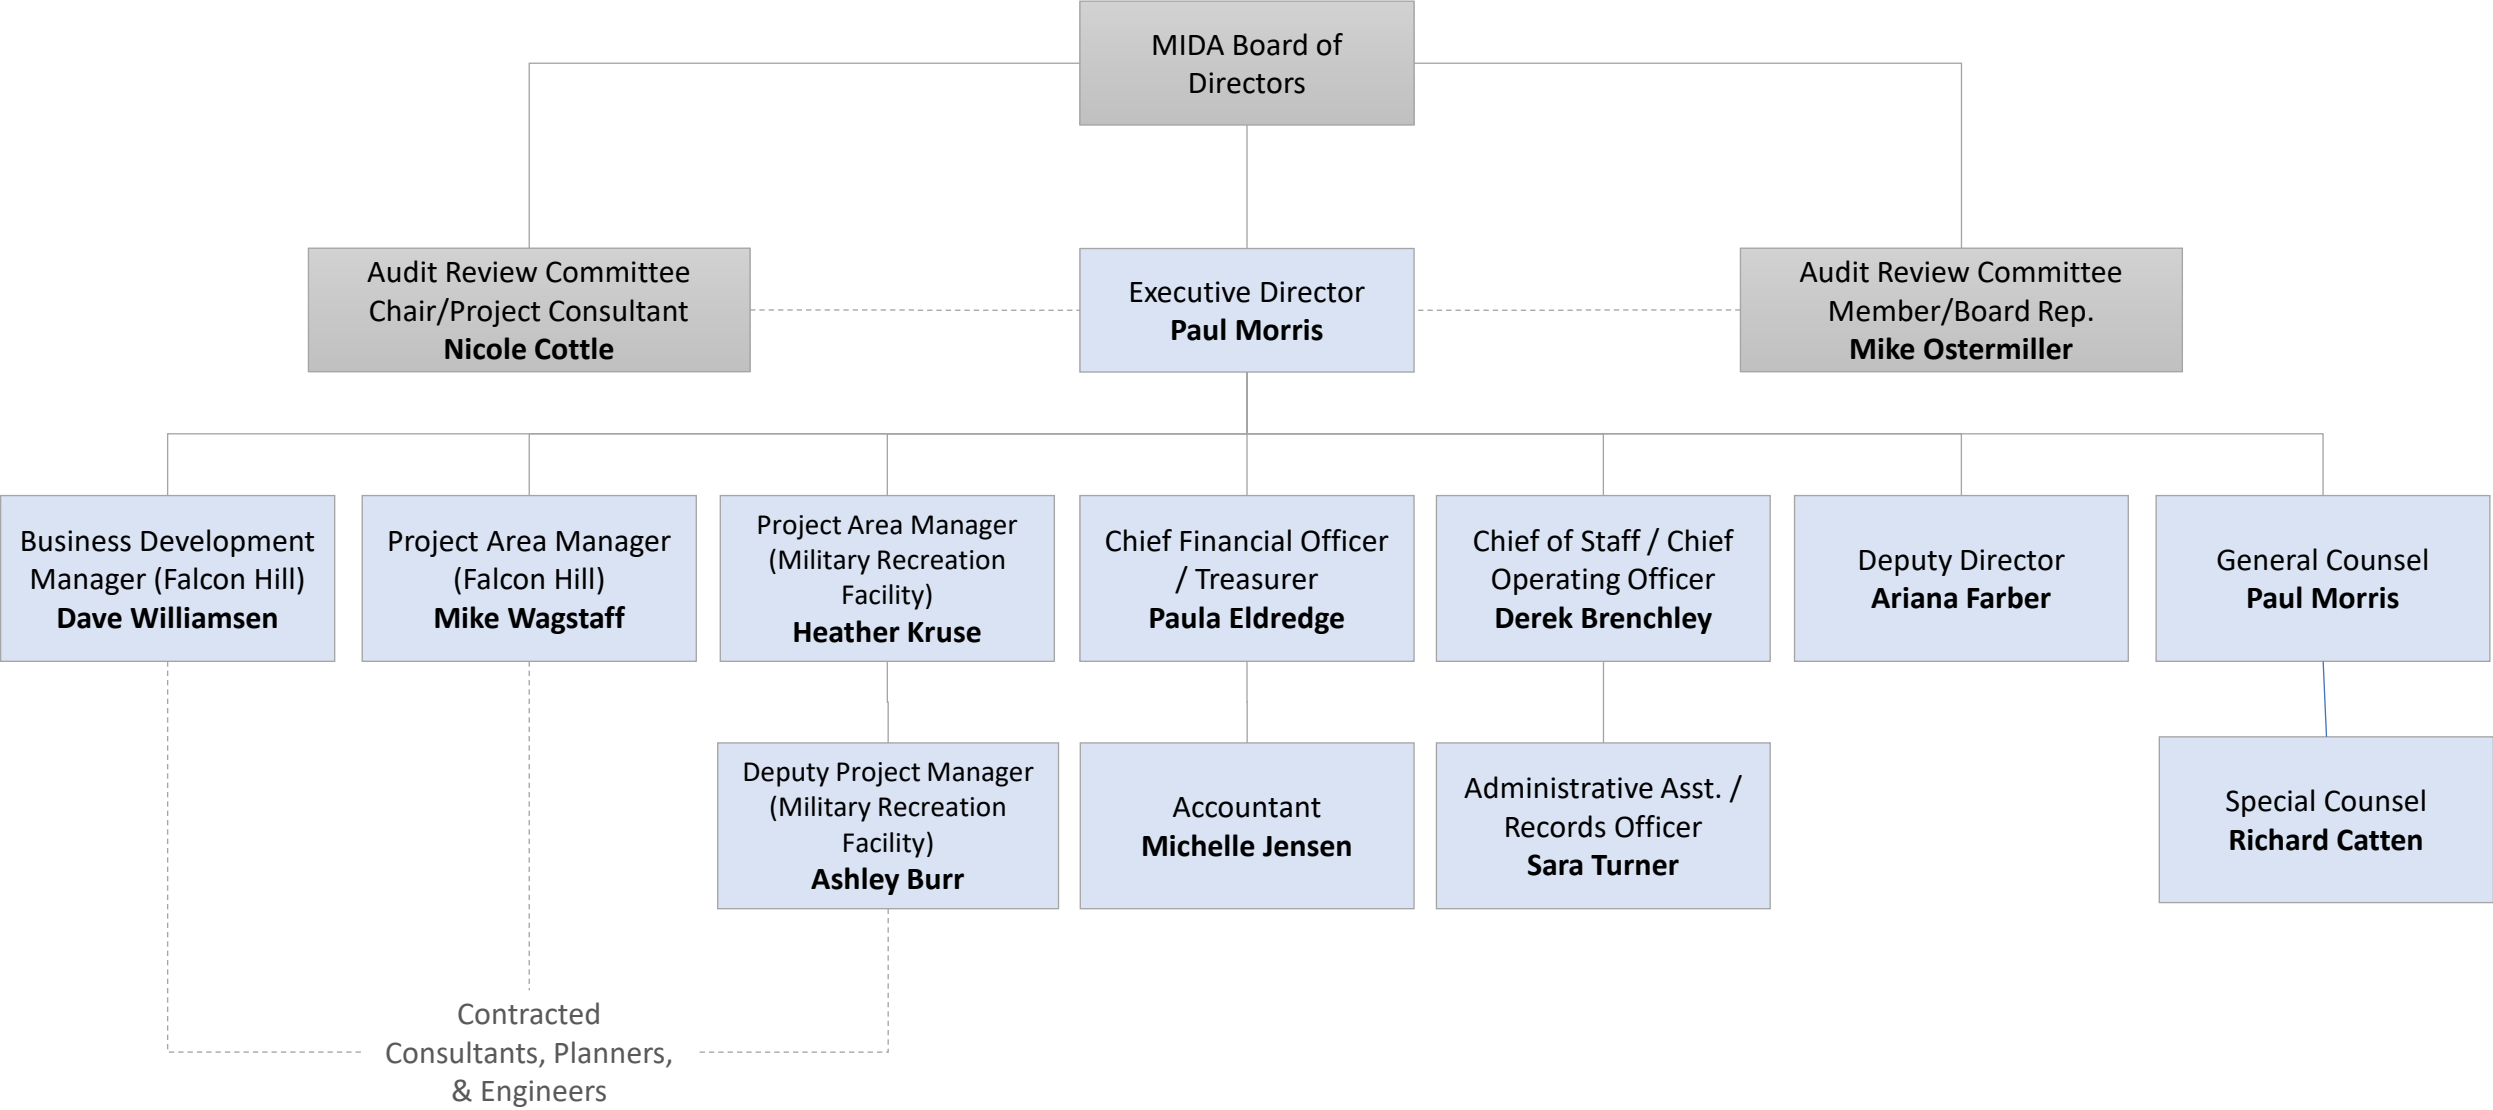 MIDA Board of
Directors
Audit Review Committee
Chair/Project Consultant
Nicole Cottle
Executive Director
Paul Morris
Audit Review Committee
Member/Board Rep.
Mike Ostermiller
Business Development
Manager (Falcon Hill)
Dave Williamsen
Project Area Manager
(Falcon Hill)
Mike Wagstaff
Project Area Manager
(Military Recreation
Facility)
Heather Kruse
Chief Financial Officer
/ Treasurer
Paula Eldredge
Chief of Staff / Chief
Operating Officer
Derek Brenchley
Deputy Director
Ariana Farber
General Counsel
Paul Morris
Deputy Project Manager
(Military Recreation
Facility)
Ashley Burr
Accountant
Michelle Jensen
Administrative Asst. /
Records Officer
Sara Turner
Special Counsel
Richard Catten
Contracted
Consultants, Planners,
& Engineers